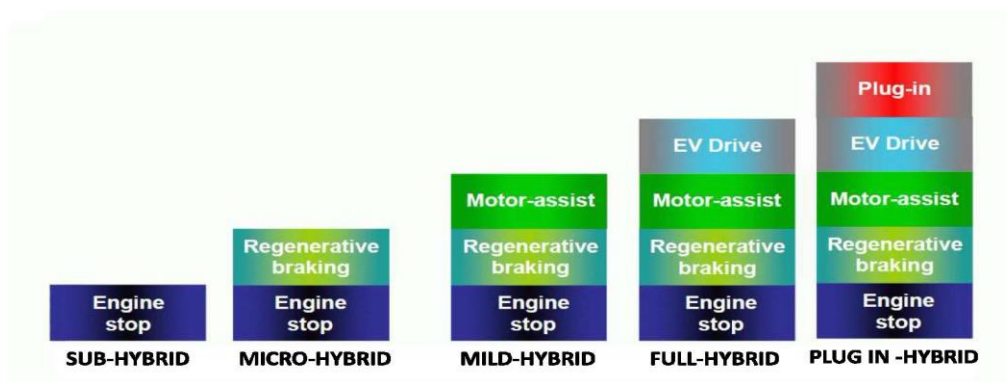 Plug-in
EV Drive
EV Drive
Motor-assist
Motor-assist
Motor-assist
Regenerative
braking
Regenerative
braking
Regenerative
braking
Regenerative
braking
Engine
stop
Engine
stop
Engine
stop
Engine
stop
Engine
stop
SUB-HYBRID
MICRO-HYBRID
MILD-HYBRID
FULL-HYBRID
PLUG IN -HYBRID